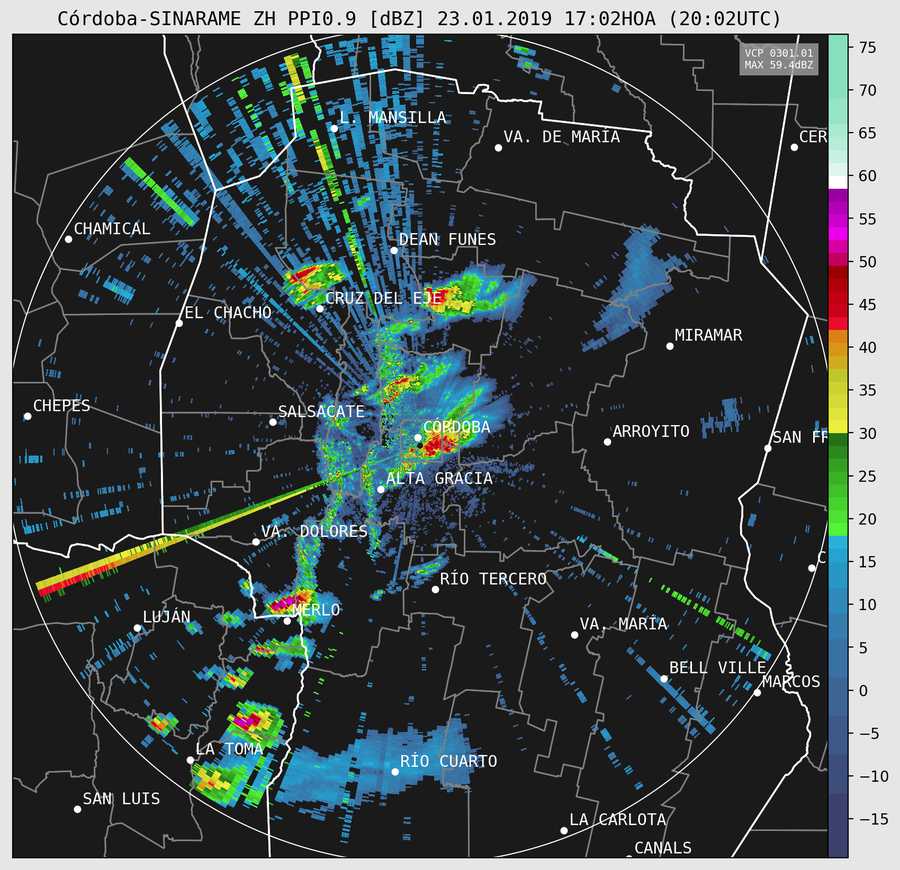 Córdoba-SINARAME ZH PPI0.9 [dBZ] 23.01.2019 17:02HOA (20:02UTC)
VCP 0301.01
MAX 59.4dBZ
L. MANSILLA
VA. DE MARÍA
CER
CHAMICAL
DEAN FUNES
CRUZ DEL EJE
EL CHACHO
MIRAMAR
CHEPES
SALSACATE
CÓRDOBA
ARROYITO
SAN FR
ALTA GRACIA
VA. DOLORES
C
RÍO TERCERO
MERLO
LUJÁN
VA. MARÍA
BELL VILLE
MARCOS
LA TOMA
RÍO CUARTO
SAN LUIS
LA CARLOTA
CANALS
75
70
65
60
55
50
45
40
35
30
25
20
15
10
5
0
−5
−10
−15